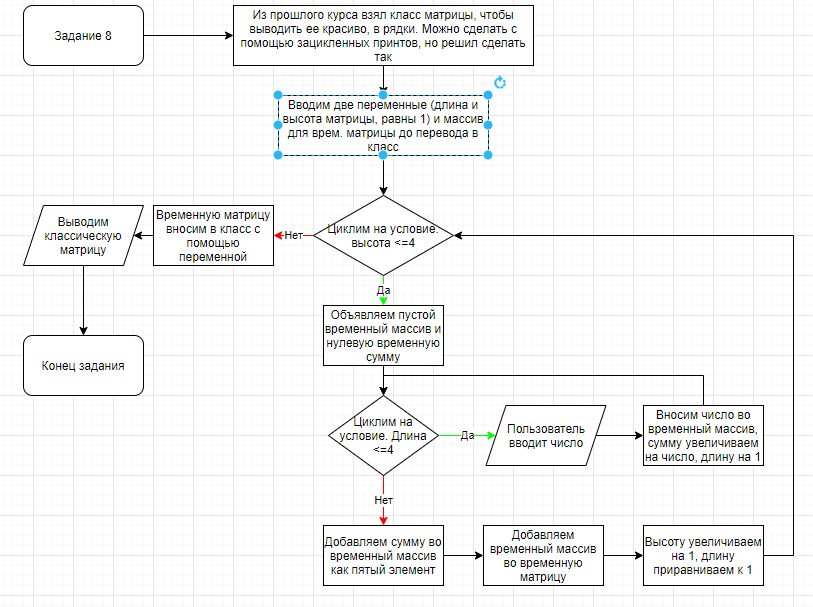 Задание 8
Из прошлого курса взял класс матрицы, чтобы
выводить ее красиво, в рядки. Можно сделать с
помощью зацикленных принтов, но решил сделать
так
Вводим две переменные (длина и
высота матрицы, равны 1) и массив
для врем. матрицы до перевода в
класс
Циклим на условие.
высота <=4
Нет
Временную матрицу
вносим в класс с
помощью
переменной
Выводим
классическую
матрицу
Конец задания
Да
Объявляем пустой
временный массив и
нулевую временную
сумму
Циклим на
условие. Длина
<=4
Да
Пользователь
вводит число
Вносим число во
временный массив,
сумму увеличиваем
на число, длину на 1
Нет
Добавляем сумму во
временный массив
как пятый элемент
Добавляем
временный массив
во временную
матрицу
Высоту увеличиваем
на 1, длину
приравниваем к 1